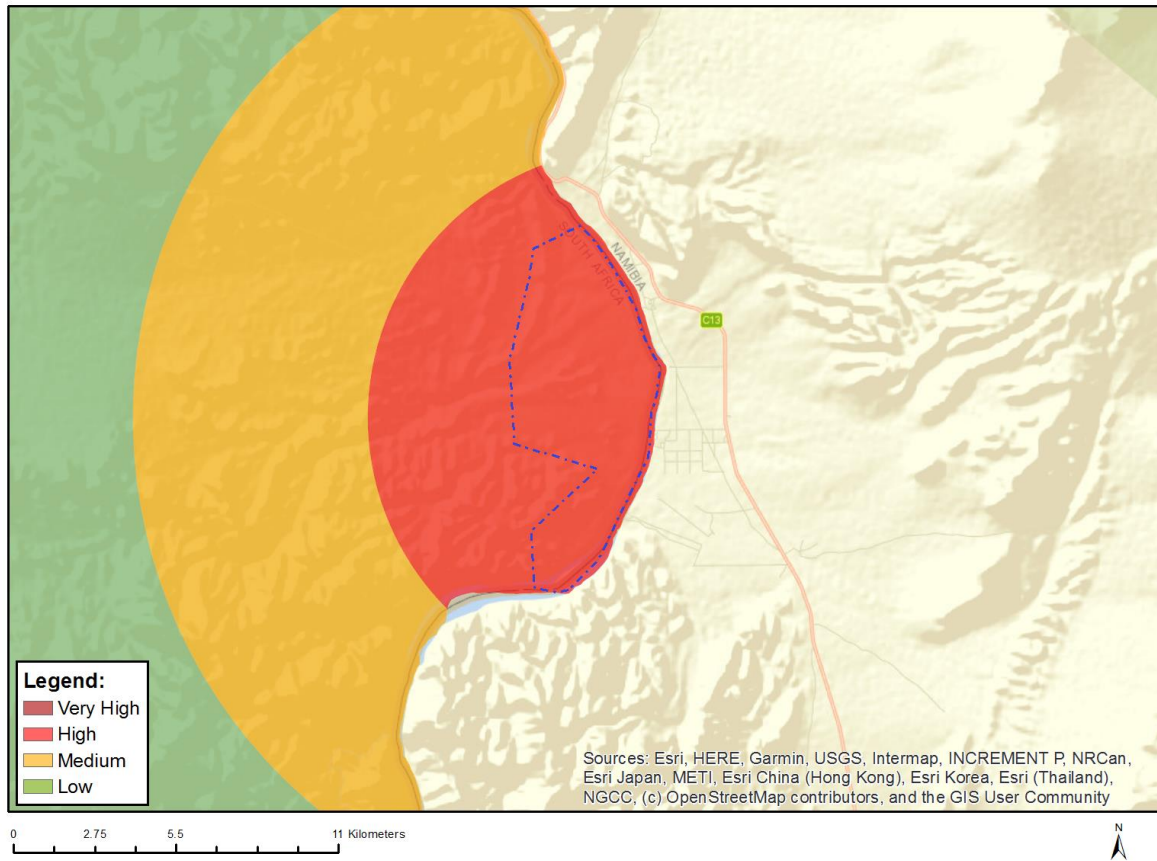 NAMIBIA
SOUTH AFRICA
C13
Legend:
Very High
High
Medium
Low
Sources: Esri, HERE, Garmin, USGS, Intermap, INCREMENT P, NRCan,
Esri Japan, METI, Esri China (Hong Kong), Esri Korea, Esri (Thailand),
NGCC, (c) OpenStreetMap contributors, and the GIS User Community
0 2.75 5.5 11 Kilometers
N